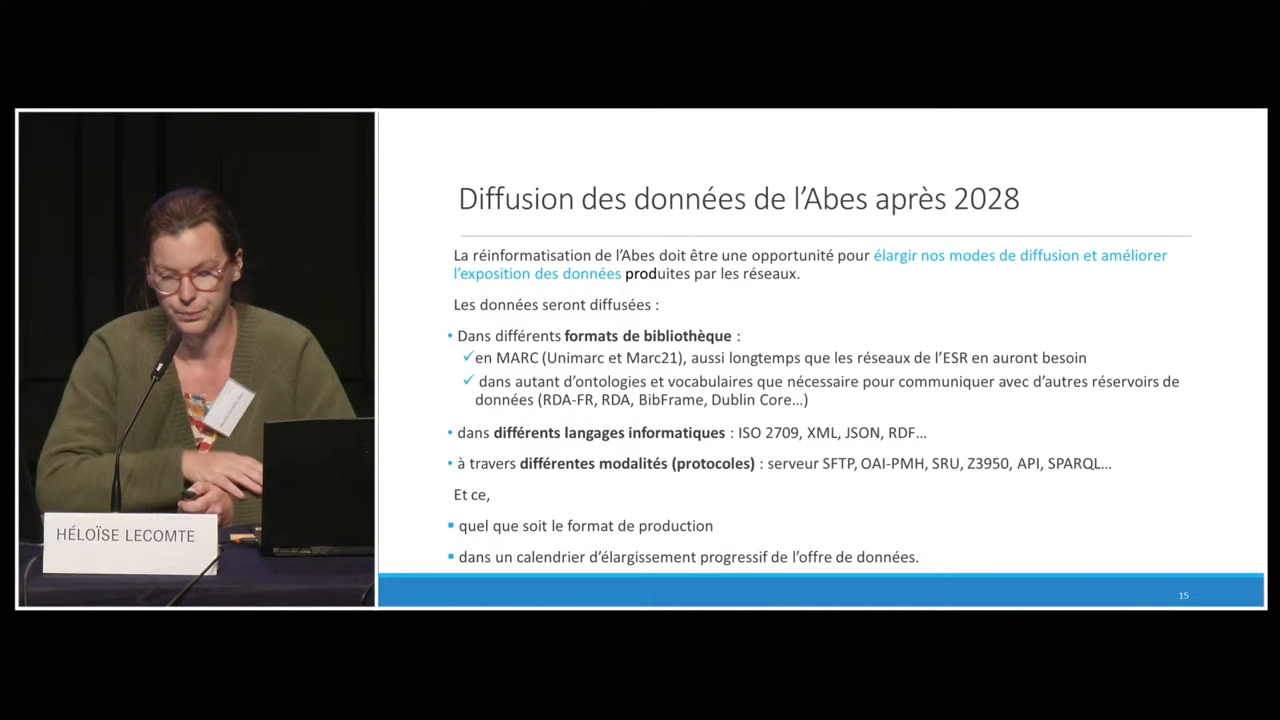 Diffusion des données de l'Abes après 2028
La réinformatisation de l'Abes doit être une opportunité pour élargir nos modes de diffusion et améliorer
l'exposition des données produites par les réseaux.
Les données seront diffusées :
• Dans différents formats de bibliothèque :
✓en MARC (Unimarc et Marc21), aussi longtemps que les réseaux de l'ESR en auront besoin
✓ dans autant d'ontologies et vocabulaires que nécessaire pour communiquer avec d'autres réservoirs de
données (RDA-FR, RDA, BibFrame, Dublin Core…)
• dans différents langages informatiques : ISO 2709, XML, JSON, RDF…
• à travers différentes modalités (protocoles) : serveur SFTP, OAI-PMH, SRU, Z3950, API, SPARQL…
Et ce,
▪ quel que soit le format de production
▪ dans un calendrier d'élargissement progressif de l'offre de données.
15
HÉLOÏSE LECOMTE